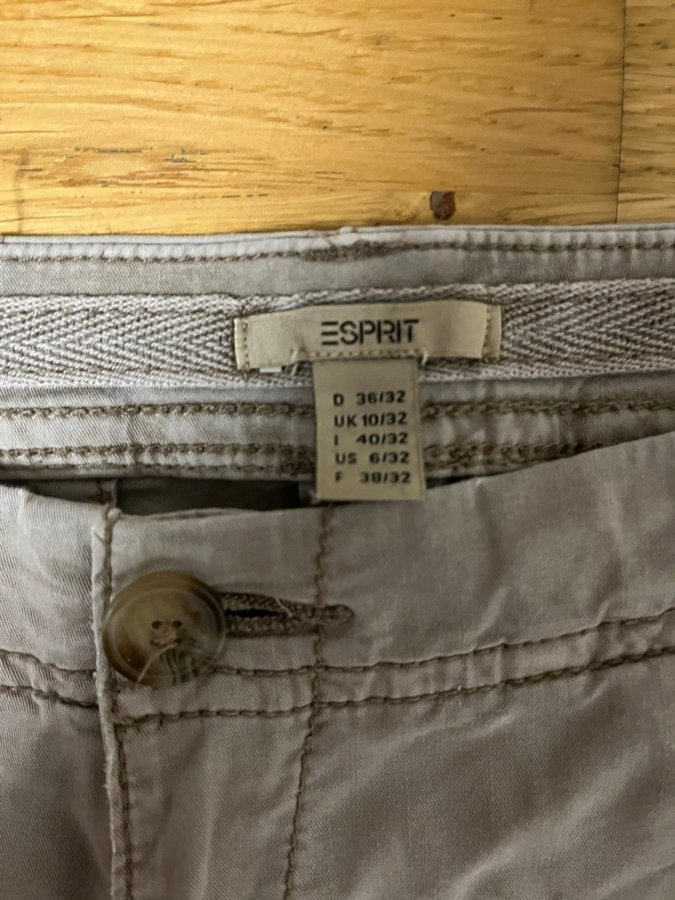 ESPRIT
D 36/32
UK 10/32
I 40/32
US 6/32
F 38/32